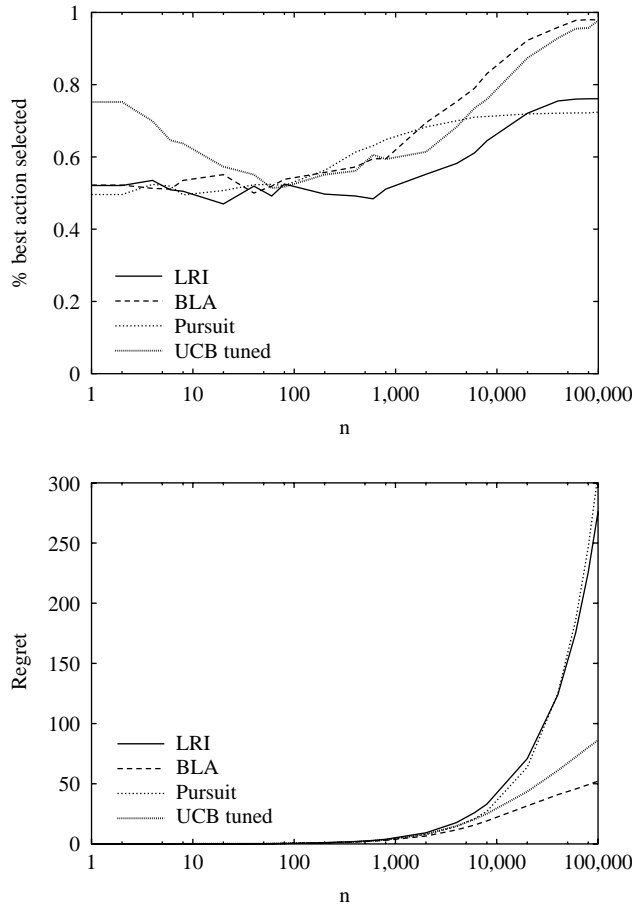 1
0.8
0.6
0.4
0.2
0
% best action selected
LRI
BLA
Pursuit
UCB tuned
1 10 100 1,000 10,000 100,000
n
300
250
200
150
100
50
0
Regret
LRI
BLA
Pursuit
UCB tuned
1 10 100 1,000 10,000 100,000
n